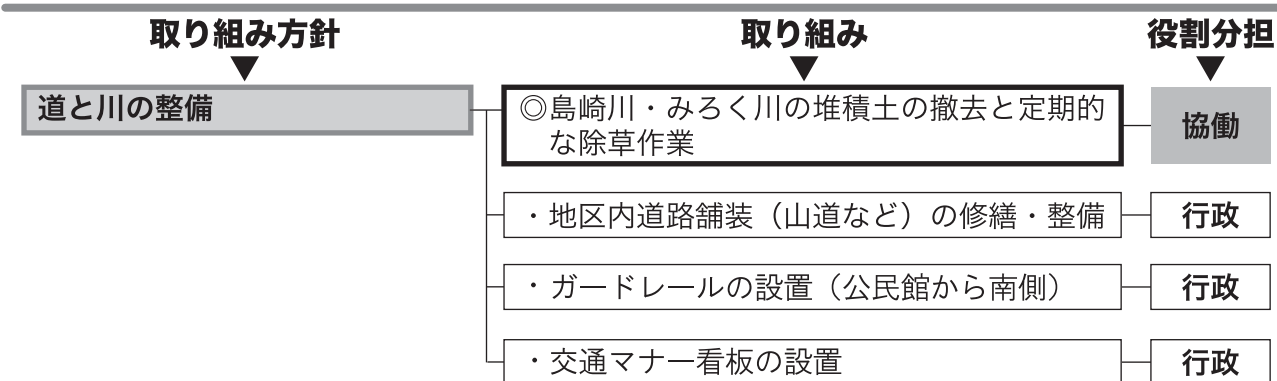 取り組み方針 取り組み 役割分担
道と川の整備
◎島崎川・みろく川の堆積土の撤去と定期的
な除草作業
協働
・地区内道路舗装（山道など）の修繕・整備 行政
・ガードレールの設置（公民館から南側） 行政
・交通マナー看板の設置 行政